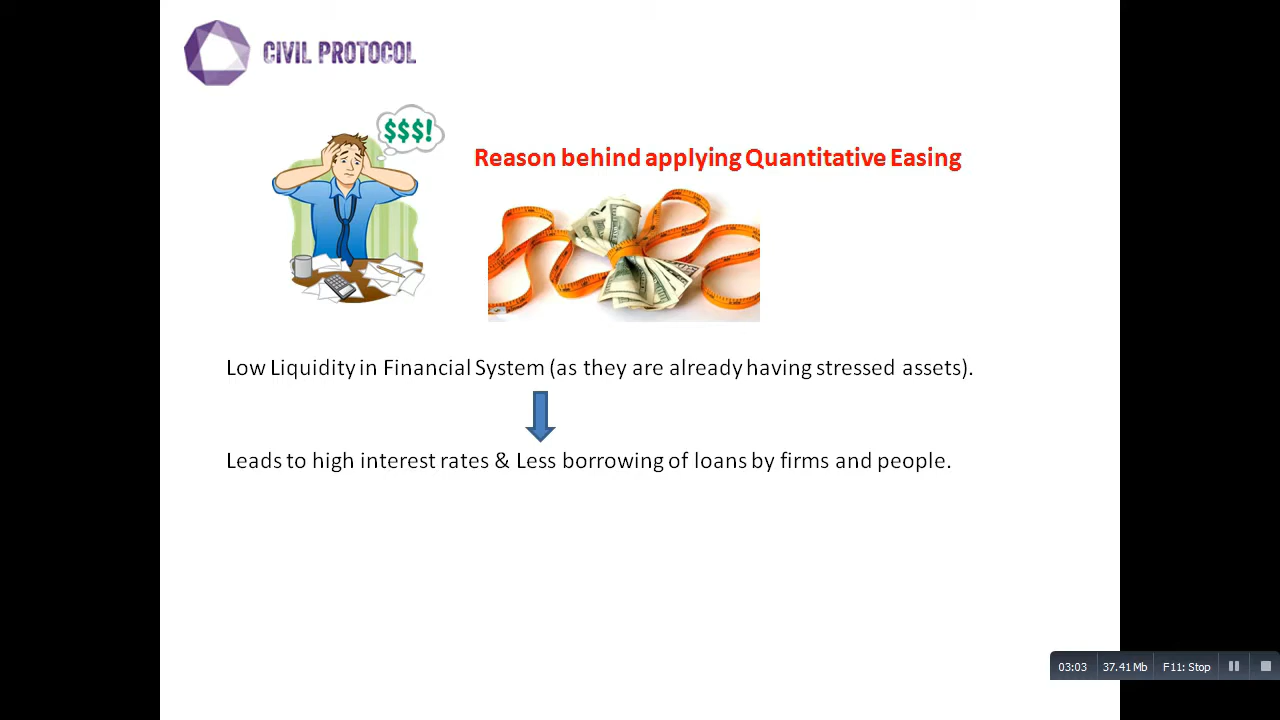 CIVIL PROTOCOL
$$$!
Reason behind applying Quantitative Easing
Low Liquidity in Financial System (as they are already having stressed assets).
Leads to high interest rates & Less borrowing of loans by firms and people.
03:03 37.41 Mb F11: Stop